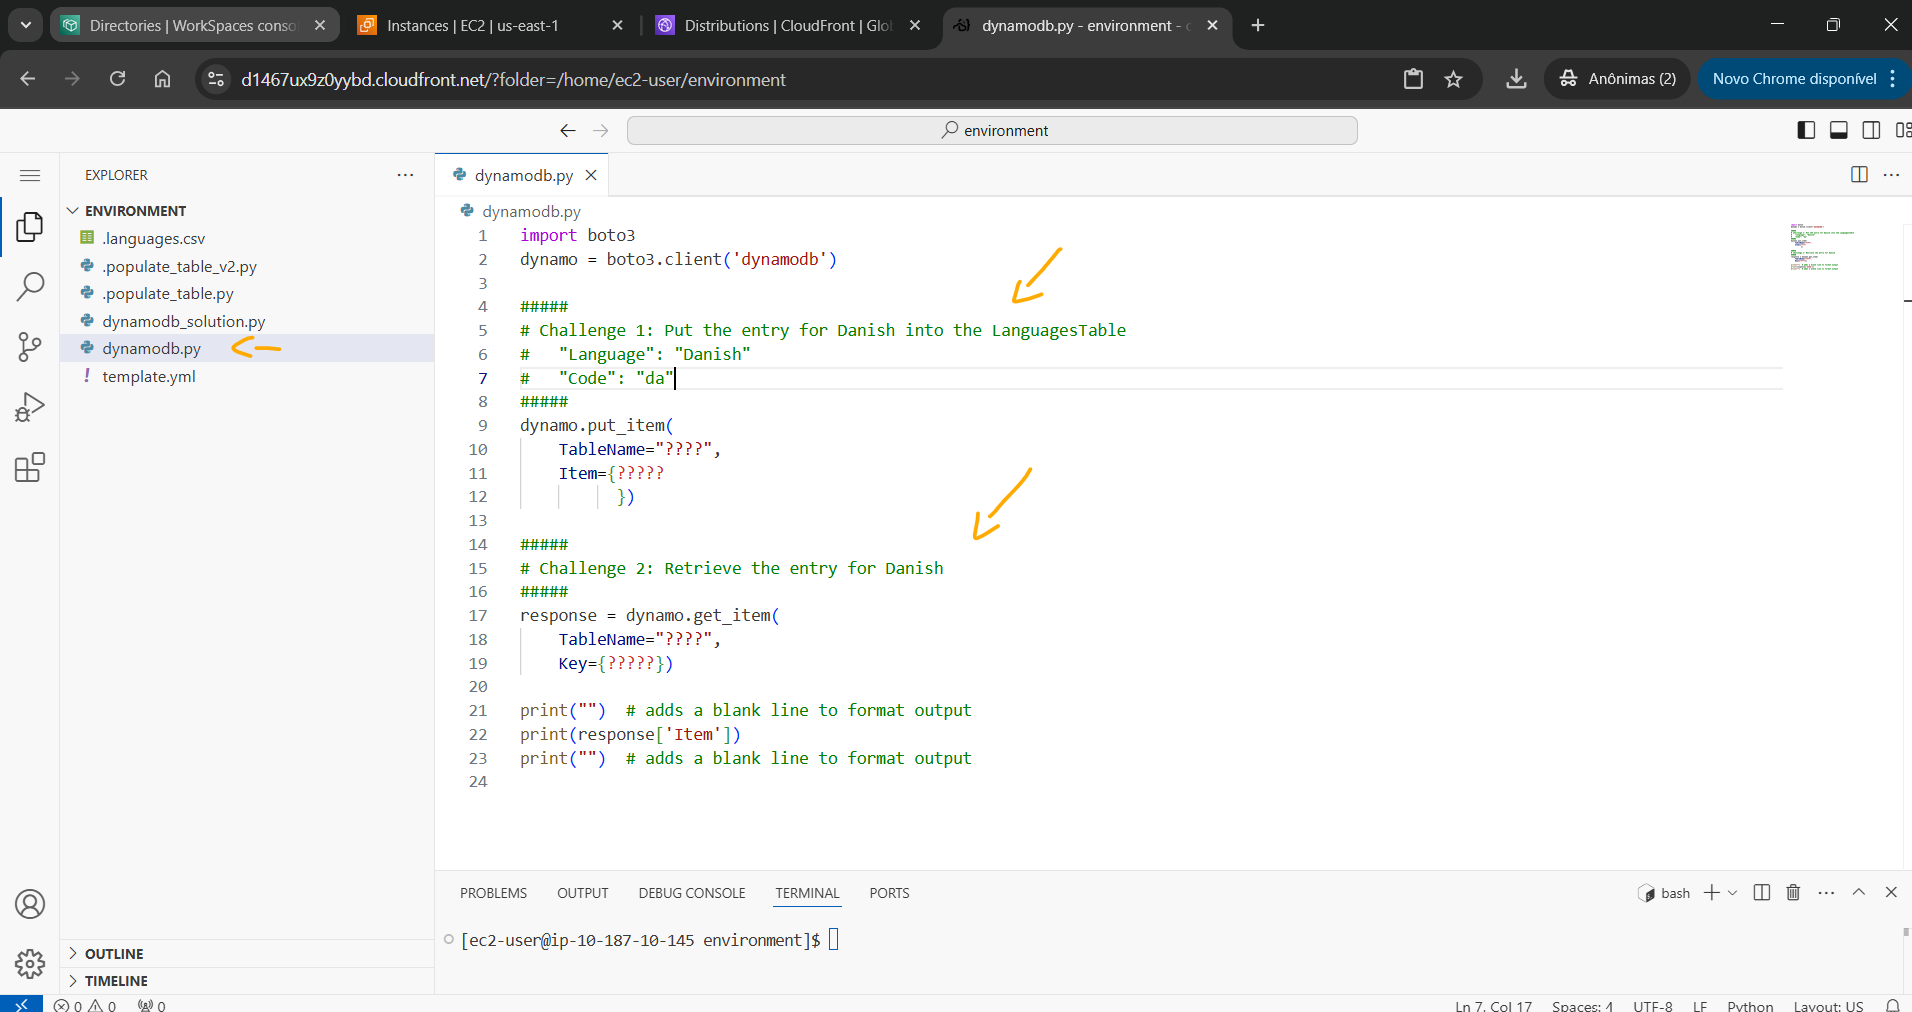 Directories | WorkSpaces conso
Instances | EC2 | us-east-1
Distributions | CloudFront | Glo
dynamodb.py - environment - c
d1467ux9z0yybd.cloudfront.net/?folder=/home/ec2-user/environment
Anônimas (2)
Novo Chrome disponível
environment
EXPLORER
ENVIRONMENT
.languages.csv
.populate_table_v2.py
.populate_table.py
dynamodb_solution.py
dynamodb.py
template.yml
OUTLINE
TIMELINE
dynamodb.py
dynamodb.py
1 import boto3
2 dynamo = boto3.client('dynamodb')
3
4 #####
5 # Challenge 1: Put the entry for Danish into the LanguagesTable
6 #   "Language": "Danish"
7 #   "Code": "da"
8 #####
9 dynamo.put_item(
10     TableName="????",
11     Item={?????
12           })
13
14 #####
15 # Challenge 2: Retrieve the entry for Danish
16 #####
17 response = dynamo.get_item(
18     TableName="????",
19     Key={?????})
20
21 print("")  # adds a blank line to format output
22 print(response['Item'])
23 print("")  # adds a blank line to format output
24
PROBLEMS OUTPUT DEBUG CONSOLE TERMINAL PORTS
bash
[ec2-user@ip-10-187-10-145 environment]$
0 0 0
Ln 7, Col 17 Spaces: 4 UTF-8 LF Python Layout: US